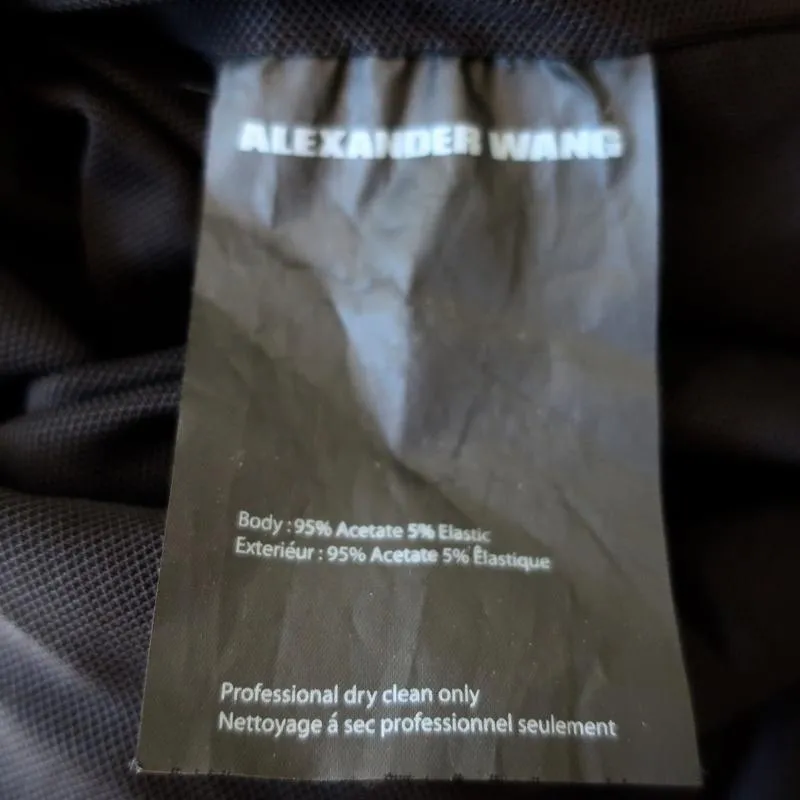 ALEXANDER WANG
Body : 95% Acetate 5% Elastic
Exteriéur : 95% Acetate 5% Êlastique
Professional dry clean only
Nettoyage á sec professionnel seulement